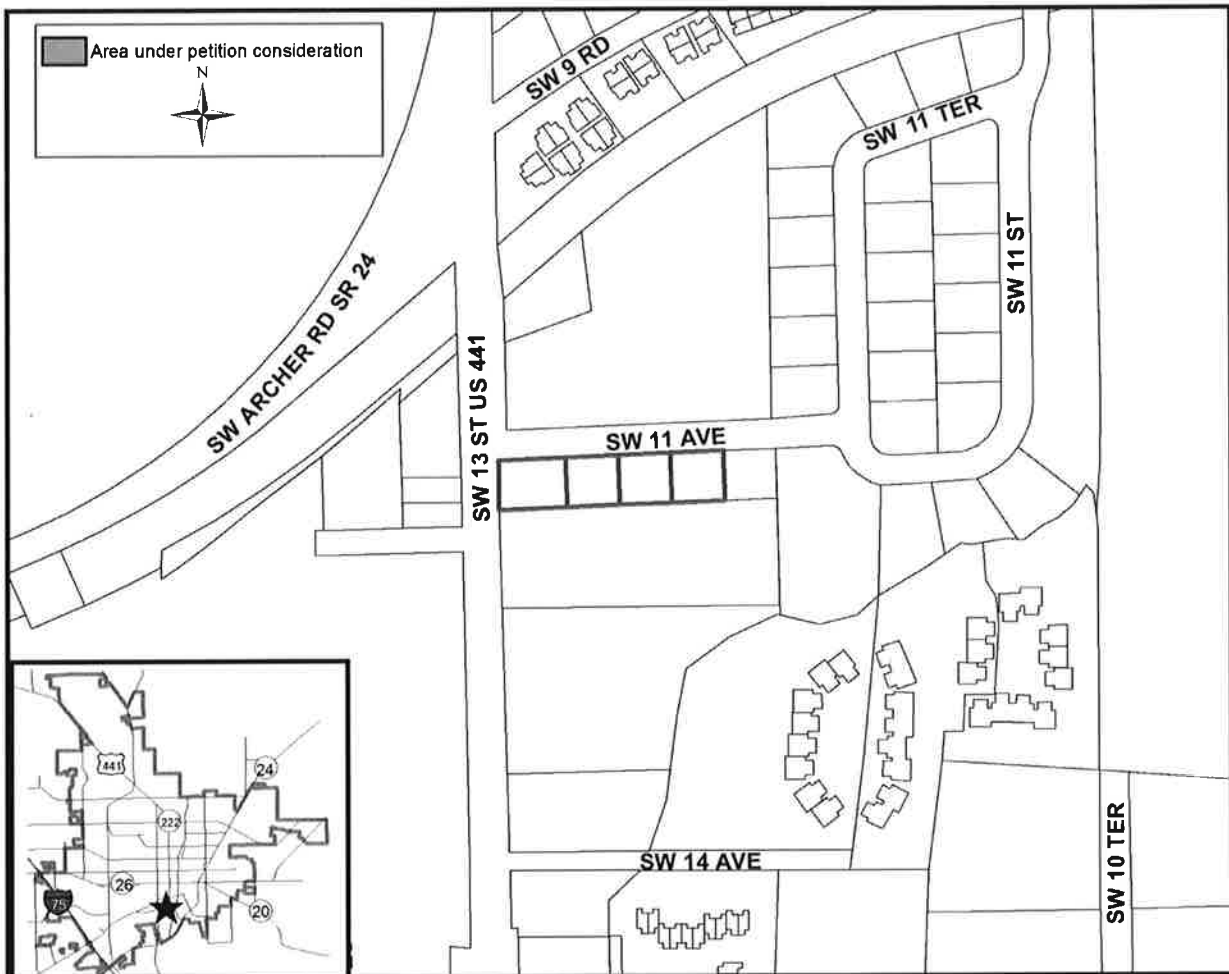 Area under petition consideration
N
SW 9 RD
SW 11 TER
SW 11 ST
SW ARCHER RD SR 24
SW 13 ST US 441
SW 11 AVE
SW 14 AVE
SW 10 TER
441
24
222
26
75
20